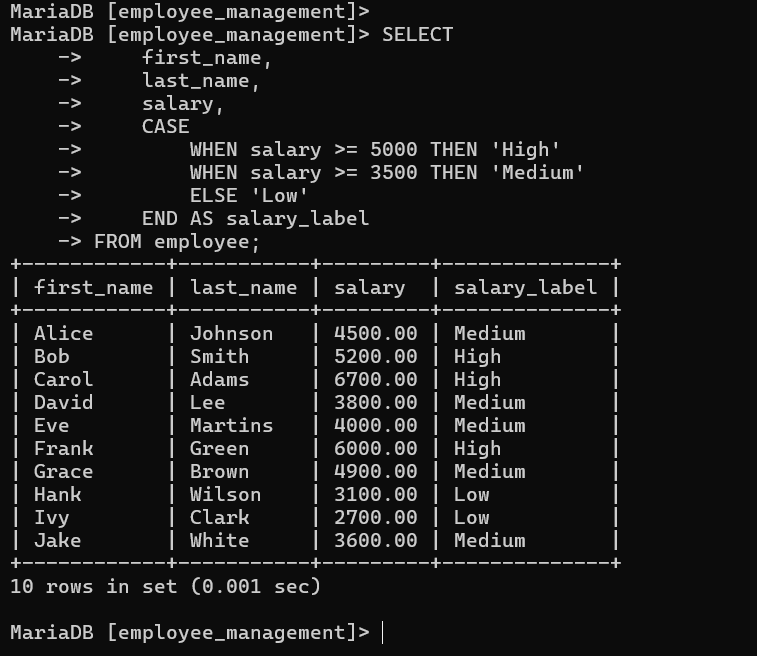 MariaDB [employee_management]>
MariaDB [employee_management]> SELECT
    ->     first_name,
    ->     last_name,
    ->     salary,
    ->     CASE
    ->         WHEN salary >= 5000 THEN 'High'
    ->         WHEN salary >= 3500 THEN 'Medium'
    ->         ELSE 'Low'
    ->     END AS salary_label
    -> FROM employee;
+------------+-----------+---------+--------------+
| first_name | last_name | salary  | salary_label |
+------------+-----------+---------+--------------+
| Alice      | Johnson   | 4500.00 | Medium       |
| Bob        | Smith     | 5200.00 | High         |
| Carol      | Adams     | 6700.00 | High         |
| David      | Lee       | 3800.00 | Medium       |
| Eve        | Martins   | 4000.00 | Medium       |
| Frank      | Green     | 6000.00 | High         |
| Grace      | Brown     | 4900.00 | Medium       |
| Hank       | Wilson    | 3100.00 | Low          |
| Ivy        | Clark     | 2700.00 | Low          |
| Jake       | White     | 3600.00 | Medium       |
+------------+-----------+---------+--------------+
10 rows in set (0.001 sec)

MariaDB [employee_management]>